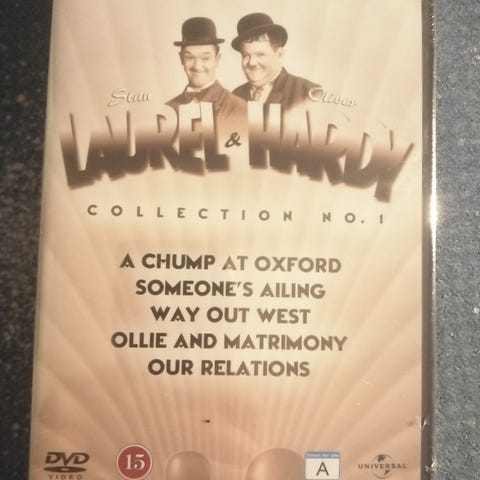 Stan
Oliver
LAUREL & HARDY
COLLECTION NO. 1
A CHUMP AT OXFORD
SOMEONE'S AILING
WAY OUT WEST
OLLIE AND MATRIMONY
OUR RELATIONS
DVD
VIDEO
15
A
UNIVERSAL